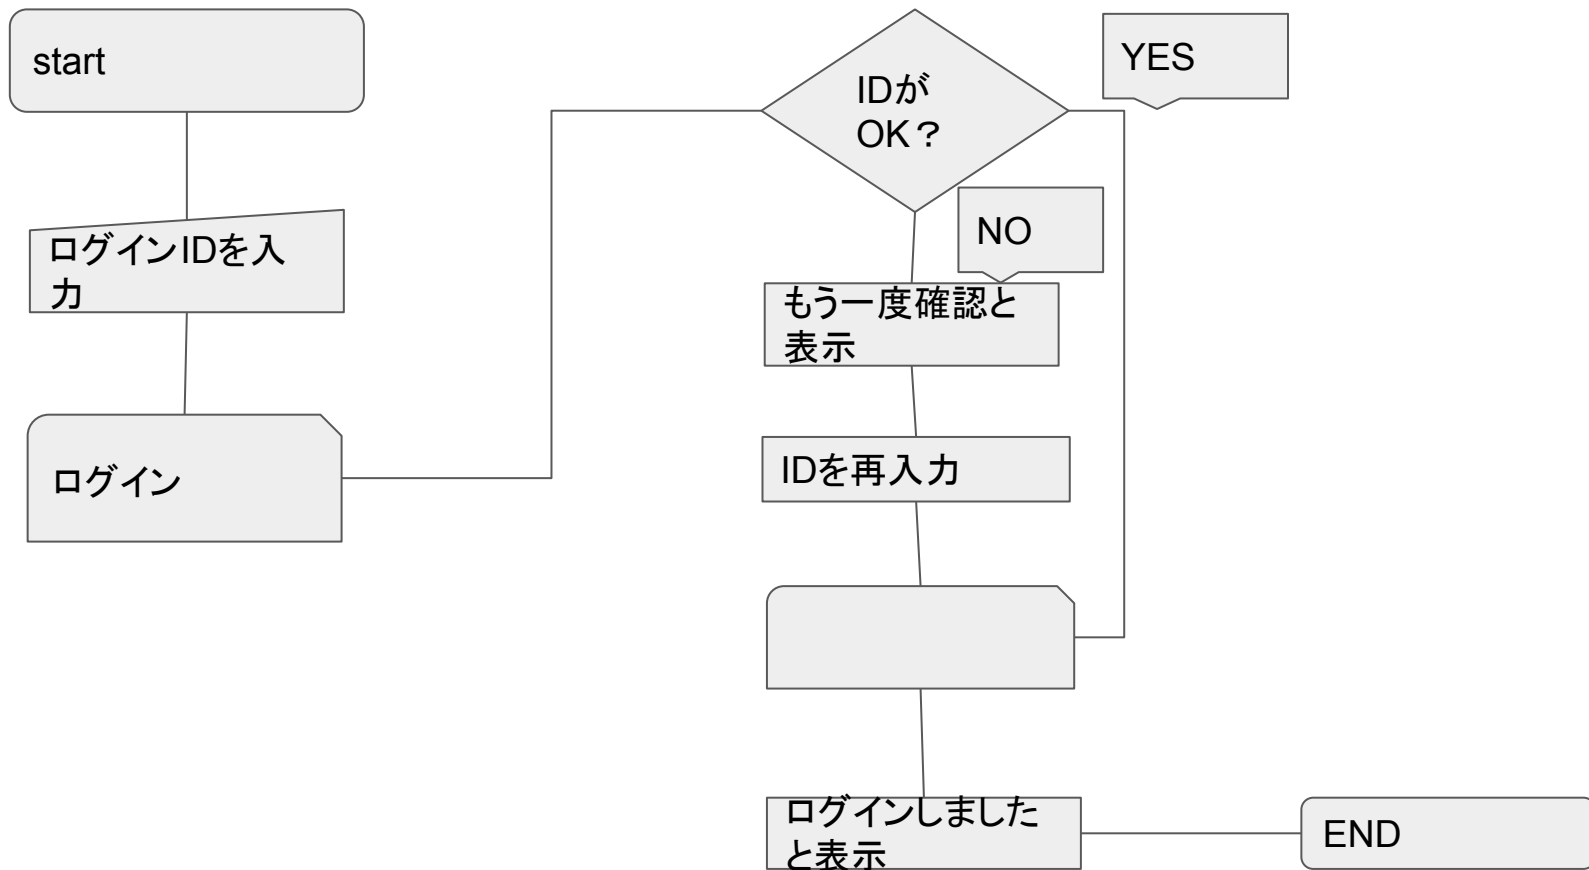 start
ログインIDを入
力
ログイン
IDが
OK？
YES
NO
もう一度確認と
表示
IDを再入力
ログインしました
と表示
END